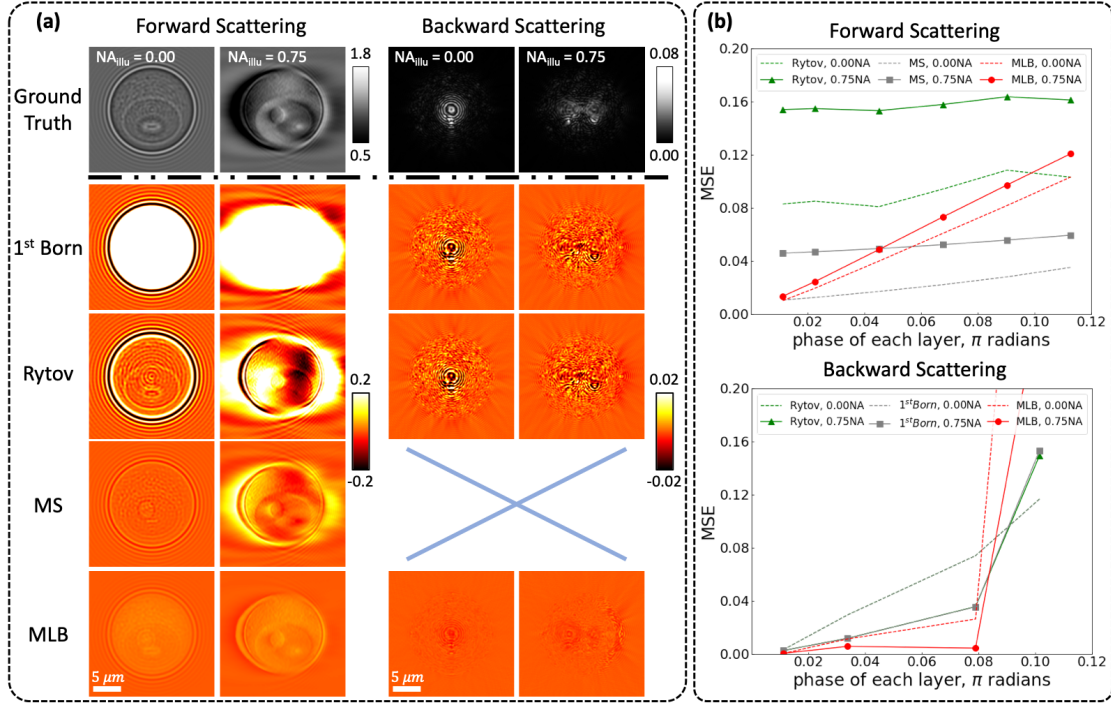 (a)
Forward Scattering
Backward Scattering
NA_illu = 0.00
NA_illu = 0.75
NA_illu = 0.00
NA_illu = 0.75
1.8
0.5
0.08
0.00
Ground
Truth
1st Born
Rytov
0.2
-0.2
0.02
-0.02
MS
MLB
5 μm
5 μm
(b)
Forward Scattering
Rytov, 0.00NA
MS, 0.00NA
MLB, 0.00NA
Rytov, 0.75NA
MS, 0.75NA
MLB, 0.75NA
0.20
0.16
0.12
0.08
0.04
0.00
MSE
0.02
0.04
0.06
0.08
0.10
0.12
phase of each layer, π radians
Backward Scattering
Rytov, 0.00NA
1stBorn, 0.00NA
MLB, 0.00NA
Rytov, 0.75NA
1stBorn, 0.75NA
MLB, 0.75NA
0.20
0.16
0.12
0.08
0.04
0.00
MSE
0.02
0.04
0.06
0.08
0.10
0.12
phase of each layer, π radians